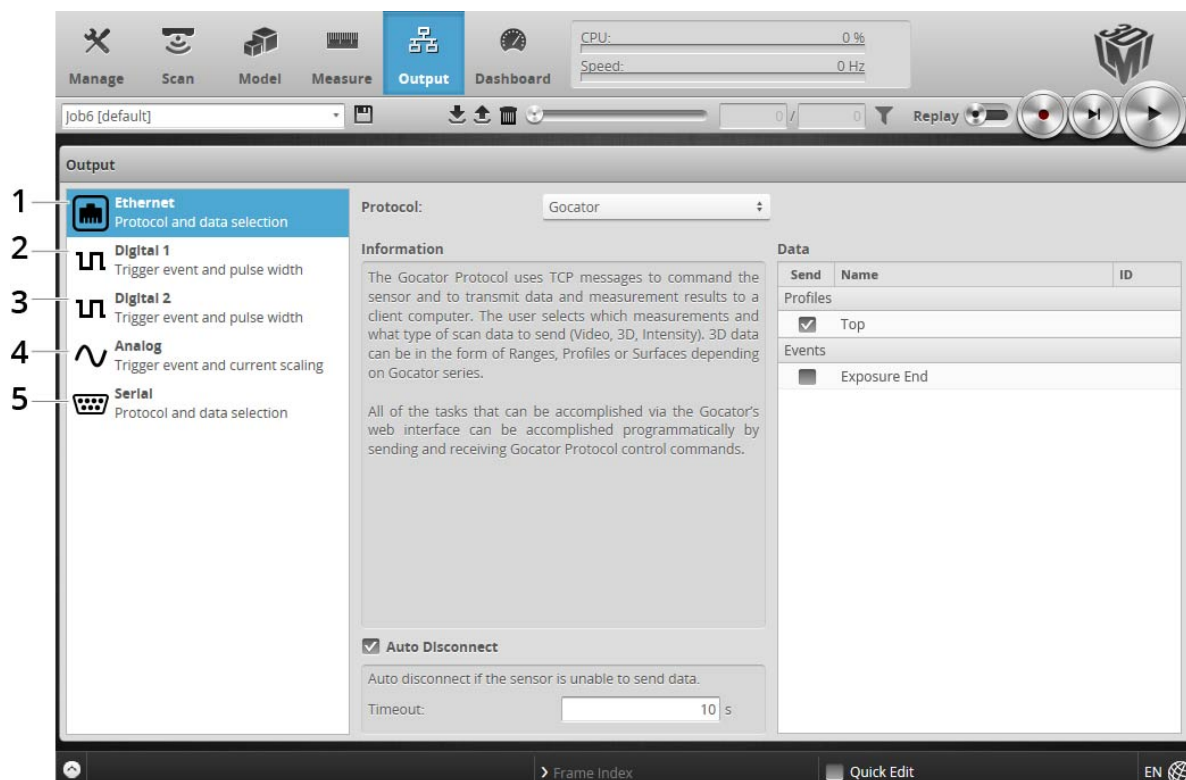 CPU: 0 %
Speed: 0 Hz
Manage Scan Model Measure Output Dashboard
Job6 [default]
0 / 0 Replay
Output
1 Ethernet
Protocol and data selection
2 Digital 1
Trigger event and pulse width
3 Digital 2
Trigger event and pulse width
4 Analog
Trigger event and current scaling
5 Serial
Protocol and data selection
Protocol: Gocator
Information
The Gocator Protocol uses TCP messages to command the
sensor and to transmit data and measurement results to a
client computer. The user selects which measurements and
what type of scan data to send (Video, 3D, Intensity). 3D data
can be in the form of Ranges, Profiles or Surfaces depending
on Gocator series.
All of the tasks that can be accomplished via the Gocator's
web interface can be accomplished programmatically by
sending and receiving Gocator Protocol control commands.
Auto Disconnect
Auto disconnect if the sensor is unable to send data.
Timeout: 10 s
Data
Send Name ID
Profiles
Top
Events
Exposure End
Frame Index
Quick Edit
EN